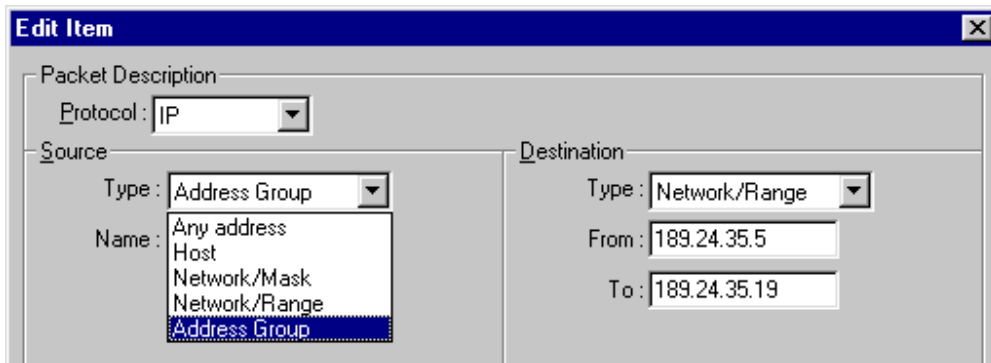 Edit Item
Packet Description
Protocol : IP
Source
Type : Address Group
Any address
Host
Network/Mask
Network/Range
Address Group
Name :
Destination
Type : Network/Range
From : 189.24.35.5
To : 189.24.35.19